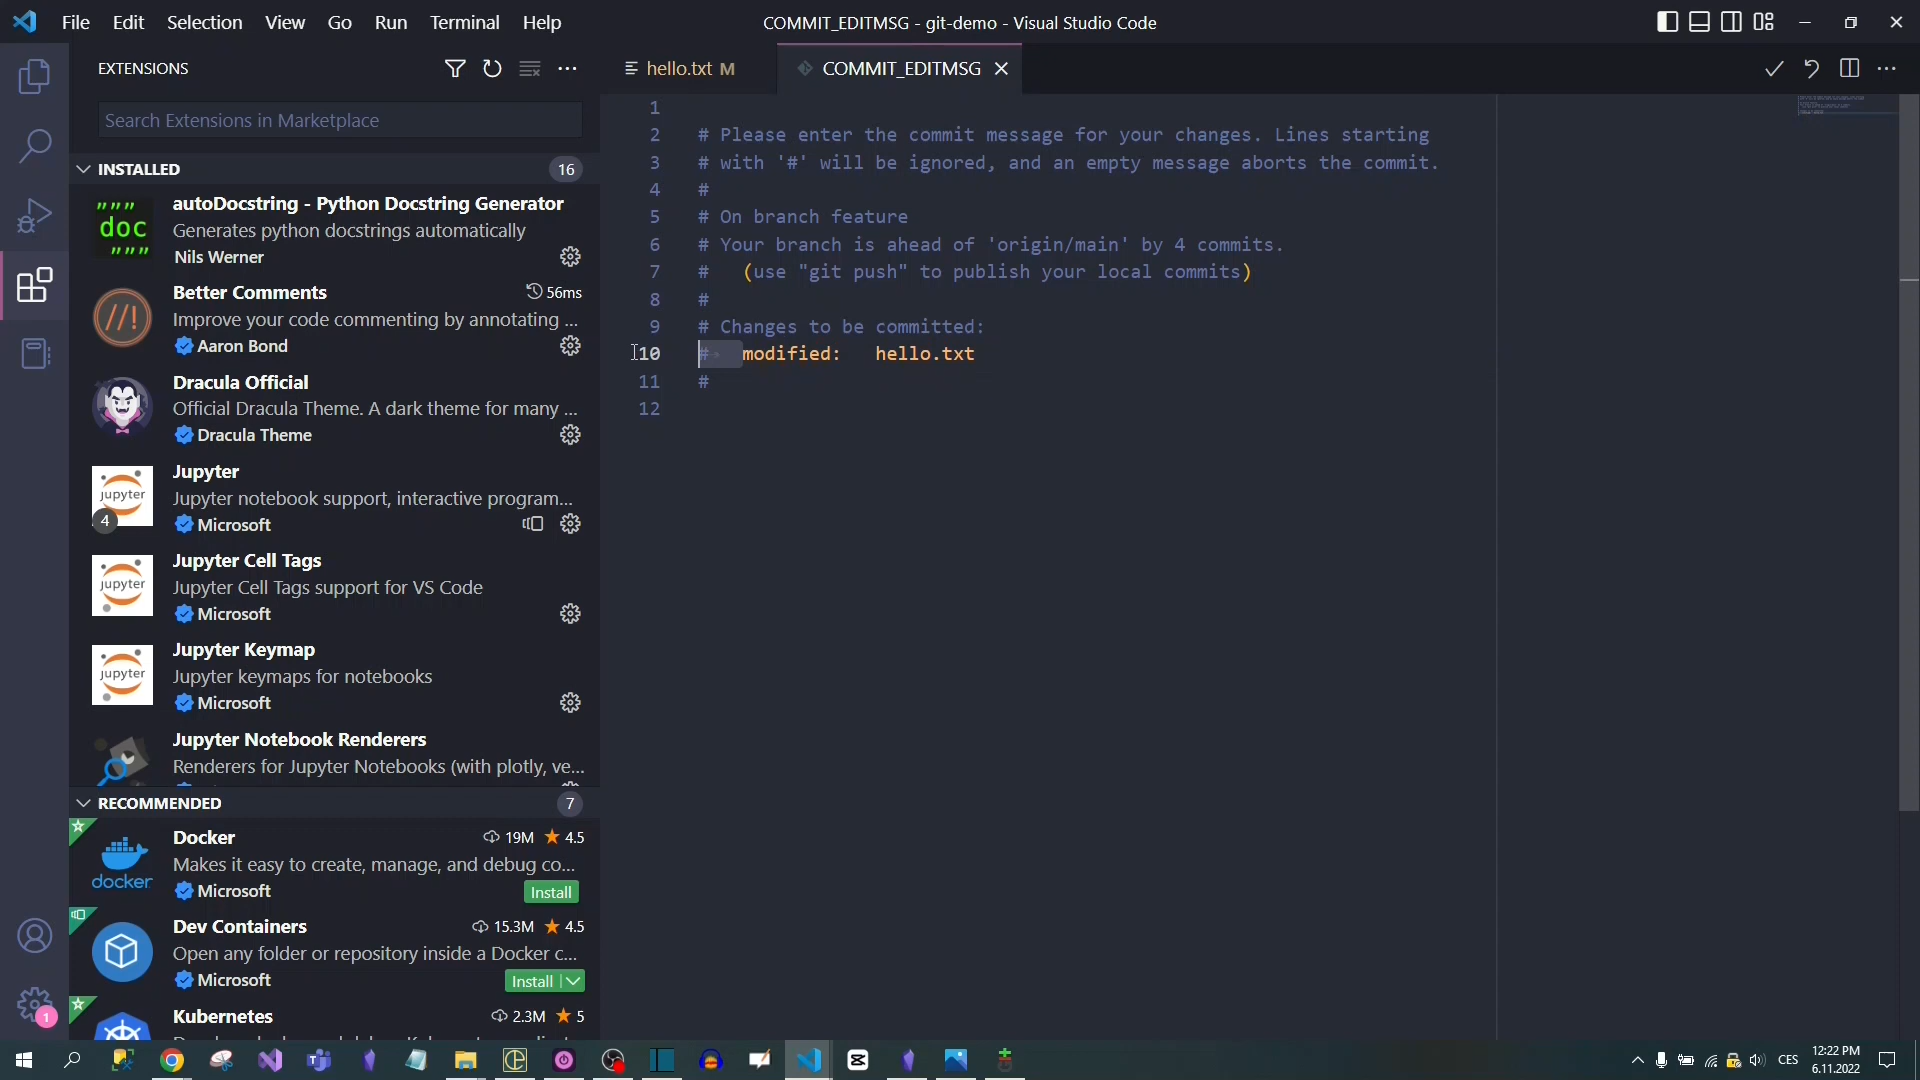 File Edit Selection View Go Run Terminal Help
COMMIT_EDITMSG - git-demo - Visual Studio Code
EXTENSIONS
Search Extensions in Marketplace
INSTALLED 16
doc
autoDocstring - Python Docstring Generator
Generates python docstrings automatically
Nils Werner
//!
Better Comments 56ms
Improve your code commenting by annotating ...
Aaron Bond
Dracula Official
Official Dracula Theme. A dark theme for many ...
Dracula Theme
jupyter
4
Jupyter
Jupyter notebook support, interactive program...
Microsoft
jupyter
Jupyter Cell Tags
Jupyter Cell Tags support for VS Code
Microsoft
jupyter
Jupyter Keymap
Jupyter keymaps for notebooks
Microsoft
Jupyter Notebook Renderers
Renderers for Jupyter Notebooks (with plotly, ve...
RECOMMENDED 7
docker
Docker 19M 4.5
Makes it easy to create, manage, and debug co...
Microsoft Install
Dev Containers 15.3M 4.5
Open any folder or repository inside a Docker c...
Microsoft Install
Kubernetes 2.3M 5
1
hello.txt M
COMMIT_EDITMSG
1
2 # Please enter the commit message for your changes. Lines starting
3 # with '#' will be ignored, and an empty message aborts the commit.
4 #
5 # On branch feature
6 # Your branch is ahead of 'origin/main' by 4 commits.
7 #   (use "git push" to publish your local commits)
8 #
9 # Changes to be committed:
10 # modified:   hello.txt
11 #
12
CES
12:22 PM
6.11.2022